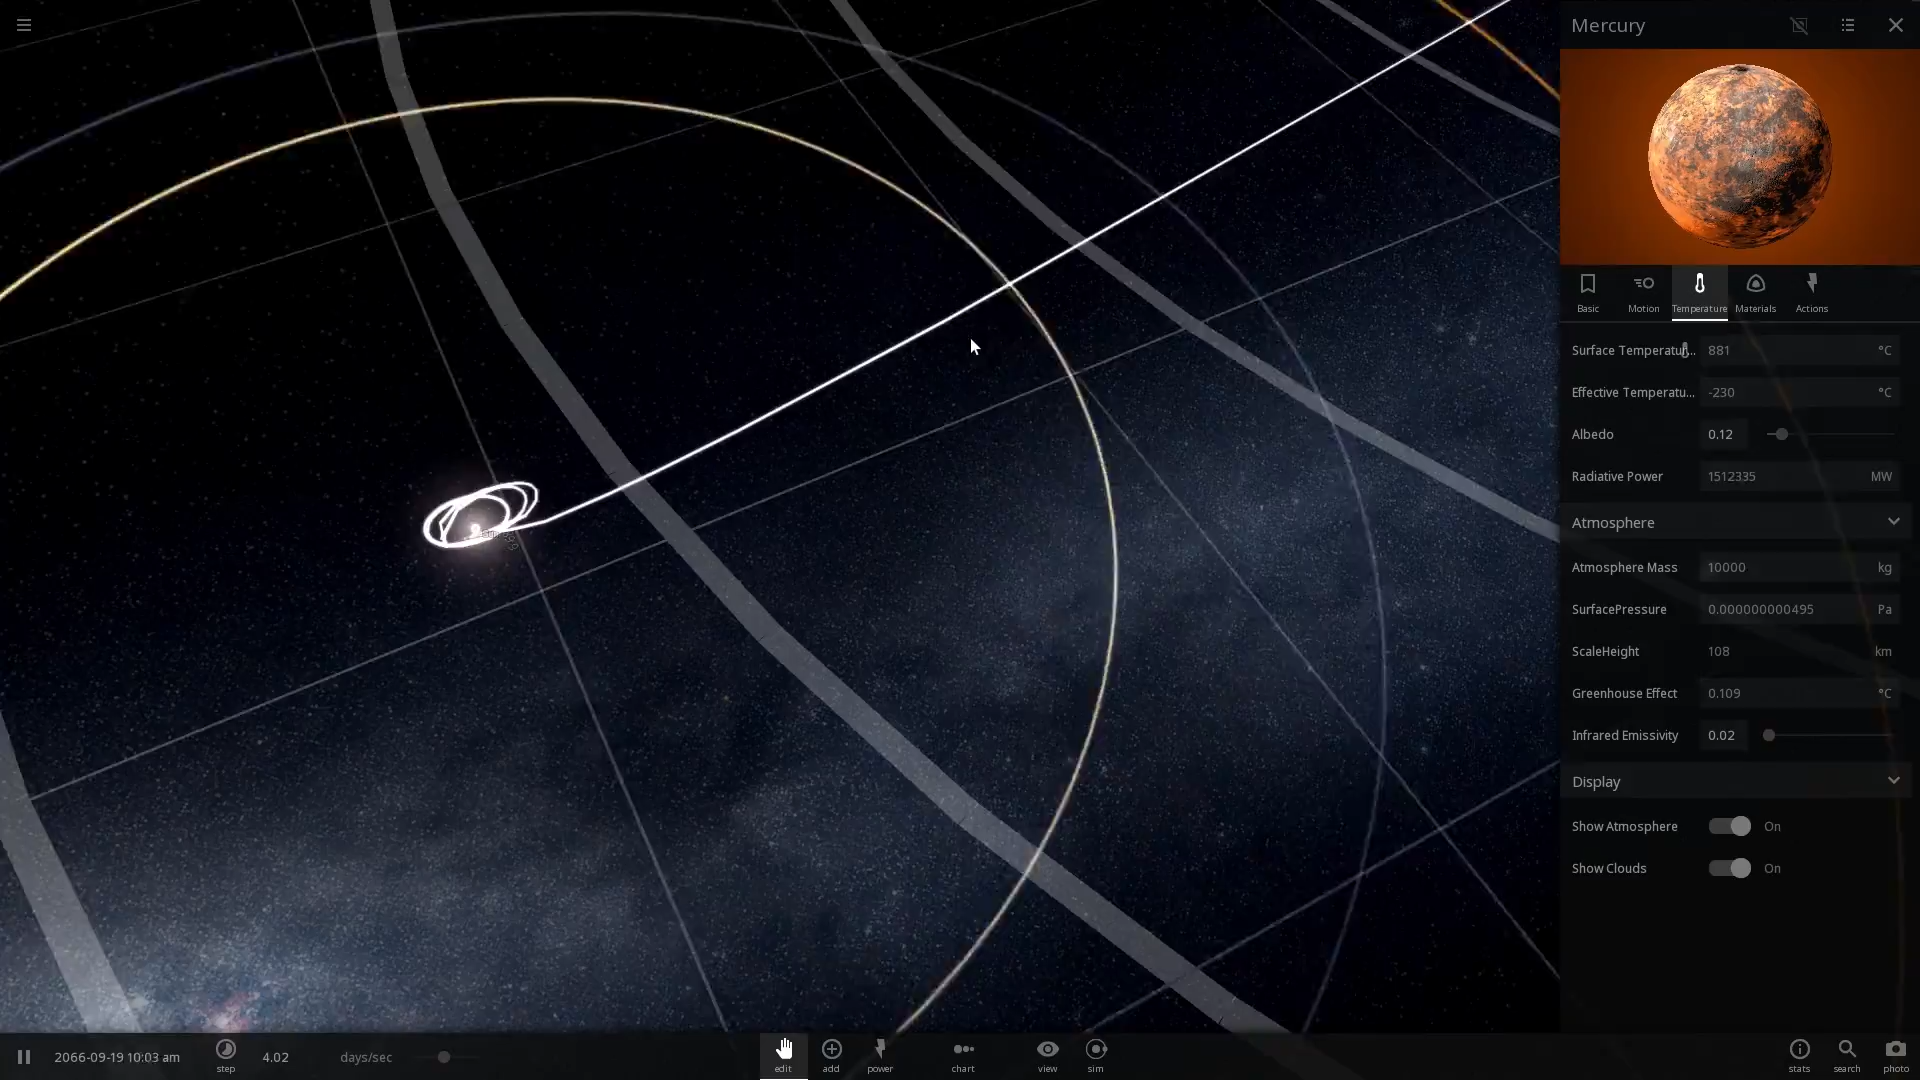 Mercury
Basic
Motion
Temperature
Materials
Actions
Surface Temperatur... 881 °C
Effective Temperatu... -230 °C
Albedo 0.12
Radiative Power 1512335 MW
Atmosphere
Atmosphere Mass 10000 kg
SurfacePressure 0.000000000495 Pa
ScaleHeight 108 km
Greenhouse Effect 0.109 °C
Infrared Emissivity 0.02
Display
Show Atmosphere On
Show Clouds On
2066-09-19 10:03 am
step
4.02 days/sec
edit
add
power
chart
view
sim
stats
search
photo